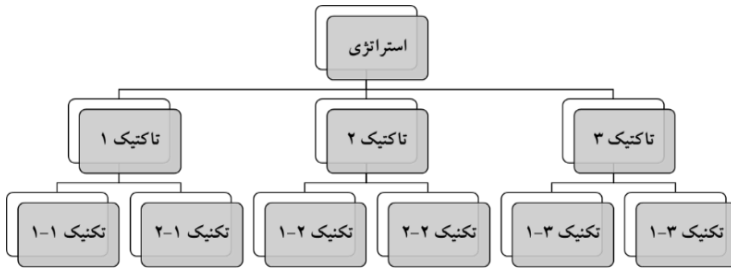 استراتژی
تاکتیک ۱
تاکتیک ۲
تاکتیک ۳
تکنیک ۱–۱
تکنیک ۱–۲
تکنیک ۲–۱
تکنیک ۲–۲
تکنیک ۳–۱
تکنیک ۳–۱